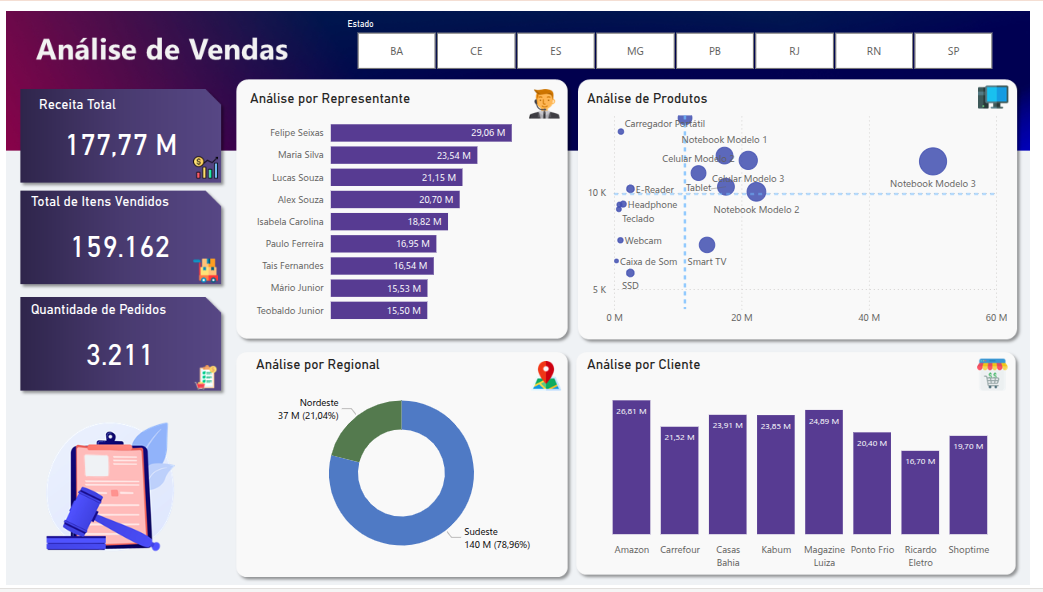 Estado
Análise de Vendas
BA
CE
ES
MG
PB
RJ
RN
SP
Receita Total
177,77 M
Total de Itens Vendidos
159.162
Quantidade de Pedidos
3.211
Análise por Representante
Felipe Seixas 29,06 M
Maria Silva 23,54 M
Lucas Souza 21,15 M
Alex Souza 20,70 M
Isabela Carolina 18,82 M
Paulo Ferreira 16,95 M
Tais Fernandes 16,54 M
Mário Junior 15,53 M
Teobaldo Junior 15,50 M
Análise de Produtos
Carregador Portátil
Notebook Modelo 1
Celular Modelo 2
Celular Modelo 3
Notebook Modelo 3
Tablet
10 K
E-Reader
Headphone
Notebook Modelo 2
Teclado
Webcam
Caixa de Som
Smart TV
SSD
5 K
0 M
20 M
40 M
60 M
Análise por Regional
Nordeste
37 M (21,04%)
Sudeste
140 M (78,96%)
Análise por Cliente
26,81 M
21,52 M
23,91 M
23,85 M
24,89 M
20,40 M
16,70 M
19,70 M
Amazon
Carrefour
Casas
Bahia
Kabum
Magazine
Luiza
Ponto Frio
Ricardo
Eletro
Shoptime